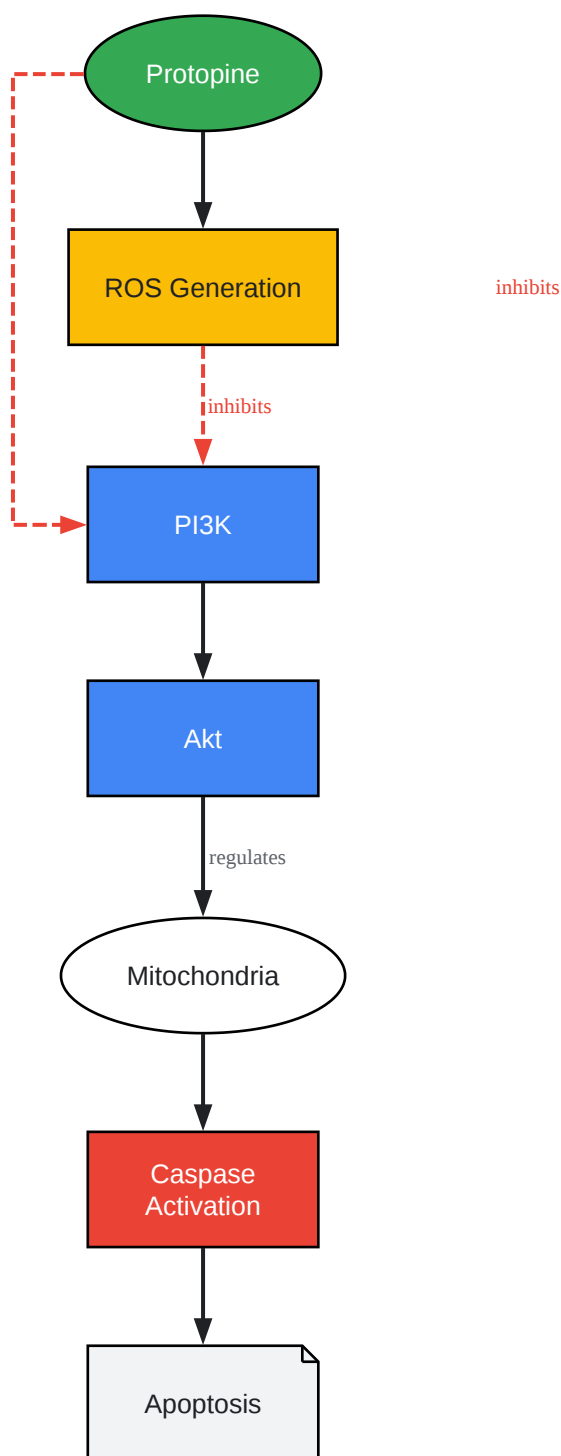 Protopine
ROS Generation
inhibits
inhibits
PI3K
Akt
regulates
Mitochondria
Caspase
Activation
Apoptosis